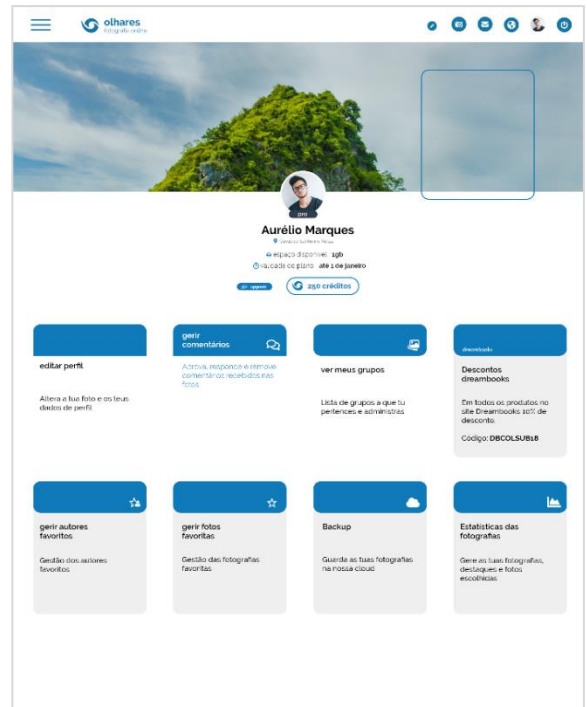 olhares
fotografia online
pro
Aurélio Marques
espaço disponível: 1gb
validade do plano: até 1 de janeiro
upgrade
250 créditos
gerir
comentários
dreambooks
editar perfil
Aprova, responde e remove
comentários recebidos nas
fotos
ver meus grupos
Descontos
dreambooks
Altera a tua foto e os teus
dados de perfil
Lista de grupos a que tu
pertences e administras
Em todos os produtos no
site Dreambooks 10% de
desconto.
Código: DBCOLSUB18
gerir autores
favoritos
gerir fotos
favoritas
Backup
Estatísticas das
fotografias
Gestão dos autores
favoritos
Gestão das fotografias
favoritas
Guarda as tuas fotografias
na nossa cloud
Gere as tuas fotografias,
destaques e fotos
escolhidas